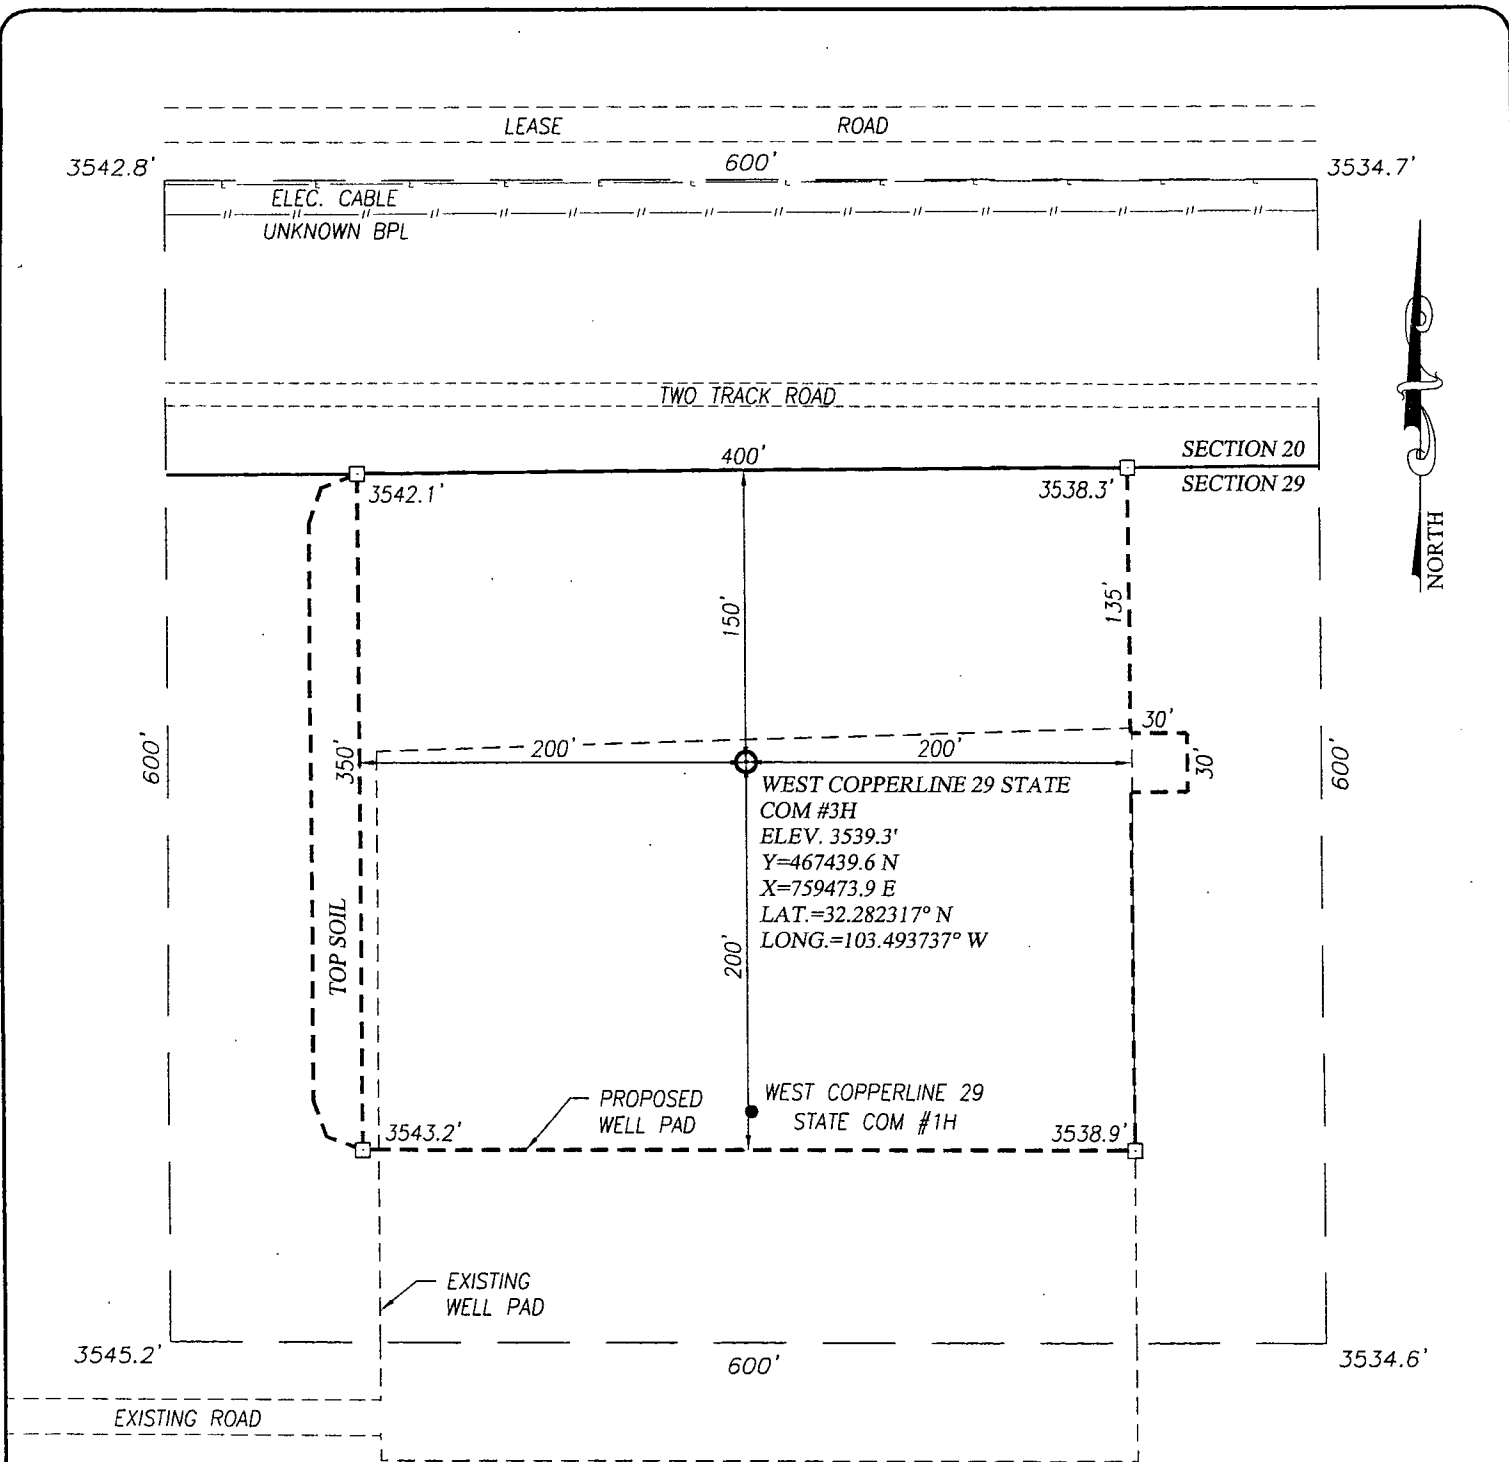 LEASE ROAD
3542.8'
600'
3534.7'
ELEC. CABLE
UNKNOWN BPL
TWO TRACK ROAD
400'
SECTION 20
SECTION 29
3542.1'
3538.3'
NORTH
150'
135'
30'
30'
600'
350'
200'
200'
600'
WEST COPPERLINE 29 STATE
COM #3H
ELEV. 3539.3'
Y=467439.6 N
X=759473.9 E
LAT.=32.282317° N
LONG.=103.493737° W
TOP SOIL
200'
PROPOSED
WELL PAD
WEST COPPERLINE 29
STATE COM #1H
3543.2'
3538.9'
EXISTING
WELL PAD
3545.2'
600'
3534.6'
EXISTING ROAD